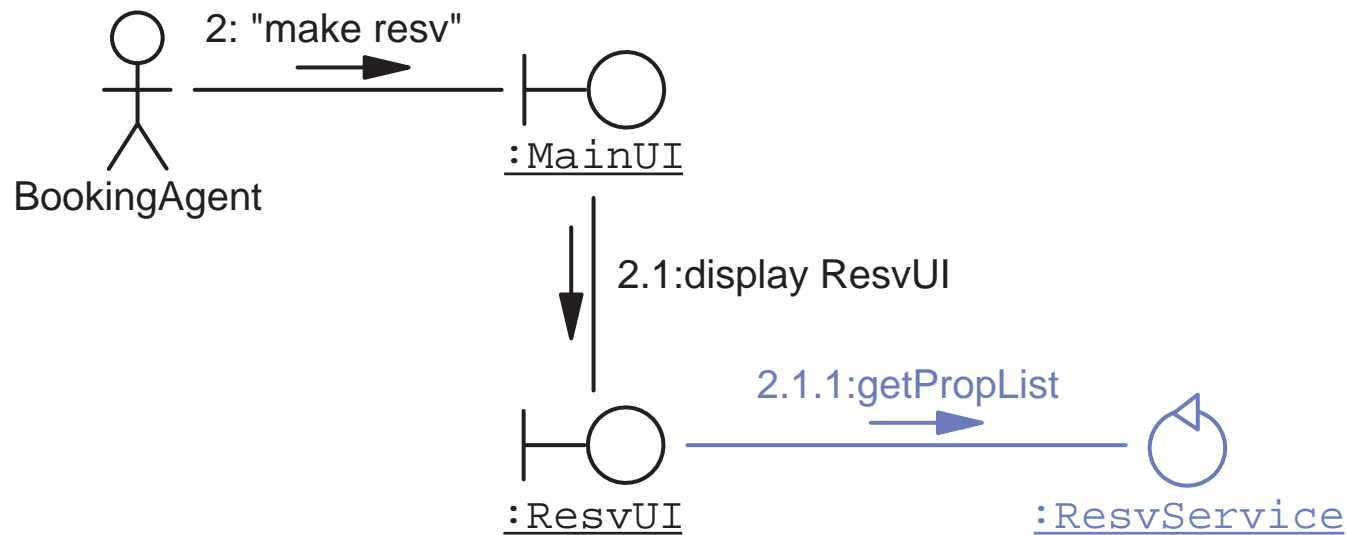 2: "make resv"
:MainUI
BookingAgent
2.1:display ResvUI
2.1.1:getPropList
:ResvUI
:ResvService